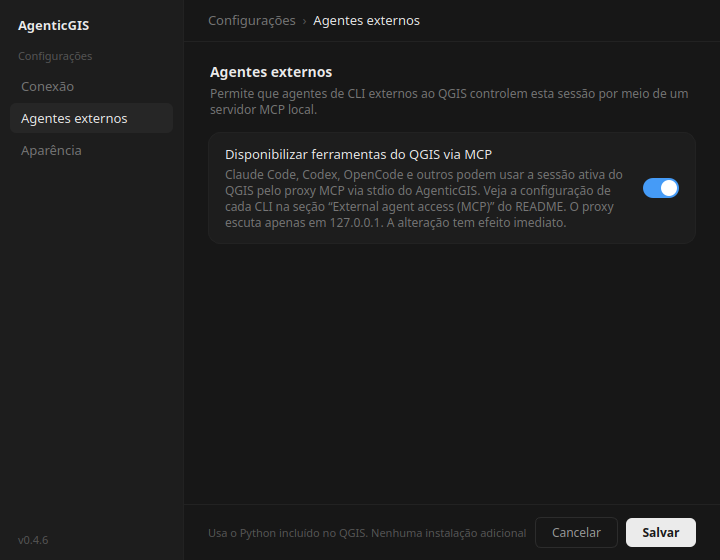 AgenticGIS
Configurações
Conexão
Agentes externos
Aparência
v0.4.6
Configurações › Agentes externos
Agentes externos
Permite que agentes de CLI externos ao QGIS controlem esta sessão por meio de um
servidor MCP local.
Disponibilizar ferramentas do QGIS via MCP
Claude Code, Codex, OpenCode e outros podem usar a sessão ativa do
QGIS pelo proxy MCP via stdio do AgenticGIS. Veja a configuração de
cada CLI na seção “External agent access (MCP)” do README. O proxy
escuta apenas em 127.0.0.1. A alteração tem efeito imediato.
Usa o Python incluído no QGIS. Nenhuma instalação adicional
Cancelar
Salvar